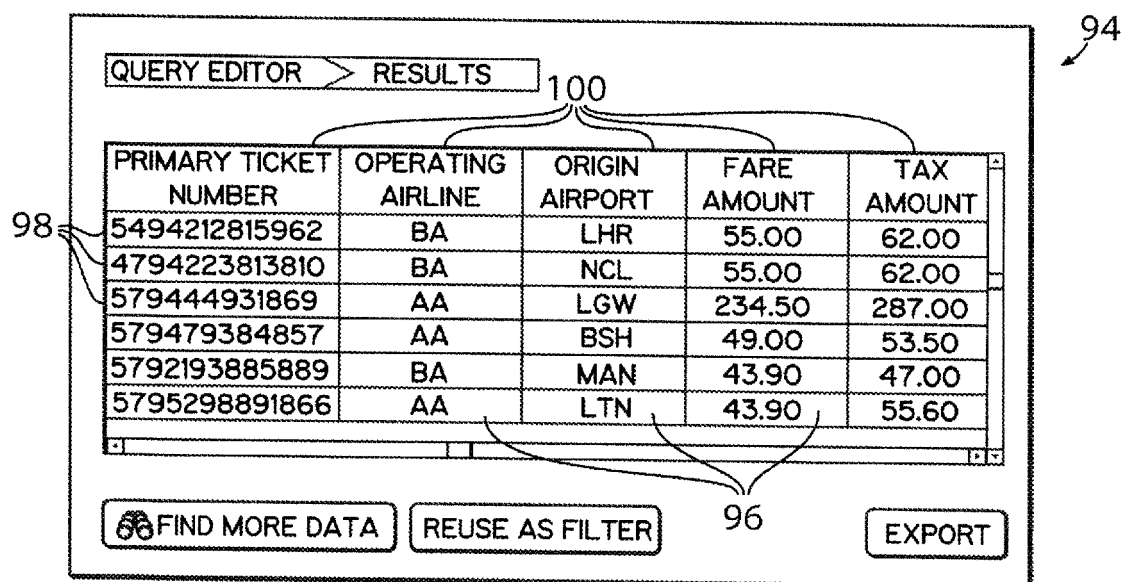 94
QUERY EDITOR > RESULTS
100
PRIMARY TICKET NUMBER OPERATING AIRLINE ORIGIN AIRPORT FARE AMOUNT TAX AMOUNT
98
5494212815962 BA LHR 55.00 62.00
4794223813810 BA NCL 55.00 62.00
579444931869 AA LGW 234.50 287.00
579479384857 AA BSH 49.00 53.50
5792193885889 BA MAN 43.90 47.00
5795298891866 AA LTN 43.90 55.60
96
FIND MORE DATA REUSE AS FILTER EXPORT